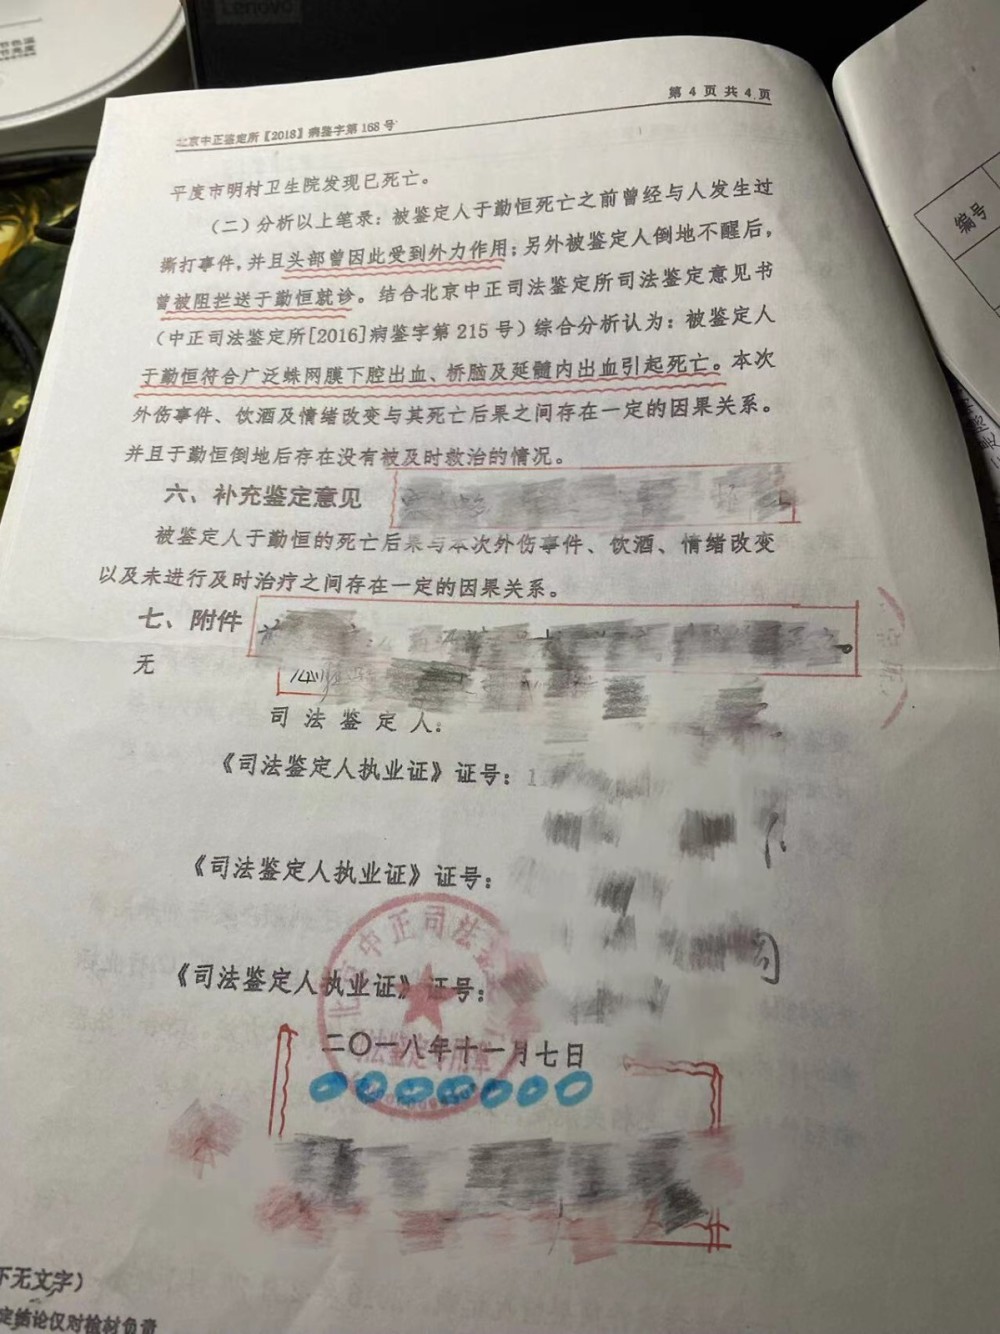 Lenovo
第 4 页 共 4 页
北京中正鉴定所【2018】病鉴字第 168 号
平度市明村卫生院发现已死亡。
（二）分析以上笔录：被鉴定人于勤恒死亡之前曾经与人发生过
撕打事件，并且头部曾因此受到外力作用；另外被鉴定人倒地不醒后，
曾被阻拦送于勤恒就诊。结合北京中正司法鉴定所司法鉴定意见书
（中正司法鉴定所[2016]病鉴字第 215 号）综合分析认为：被鉴定人
于勤恒符合广泛蛛网膜下腔出血、桥脑及延髓内出血引起死亡。本次
外伤事件、饮酒及情绪改变与其死亡后果之间存在一定的因果关系。
并且于勤恒倒地后存在没有被及时救治的情况。
六、补充鉴定意见
被鉴定人于勤恒的死亡后果与本次外伤事件、饮酒、情绪改变
以及未进行及时治疗之间存在一定的因果关系。
七、附件
无
司 法 鉴 定 人：
《司法鉴定人执业证》证号：
《司法鉴定人执业证》证号：
《司法鉴定人执业证》证号：
北京中正司法
司法鉴定专用章
二〇一八年十一月七日
下无文字）
定结论仅对检材负责
编号